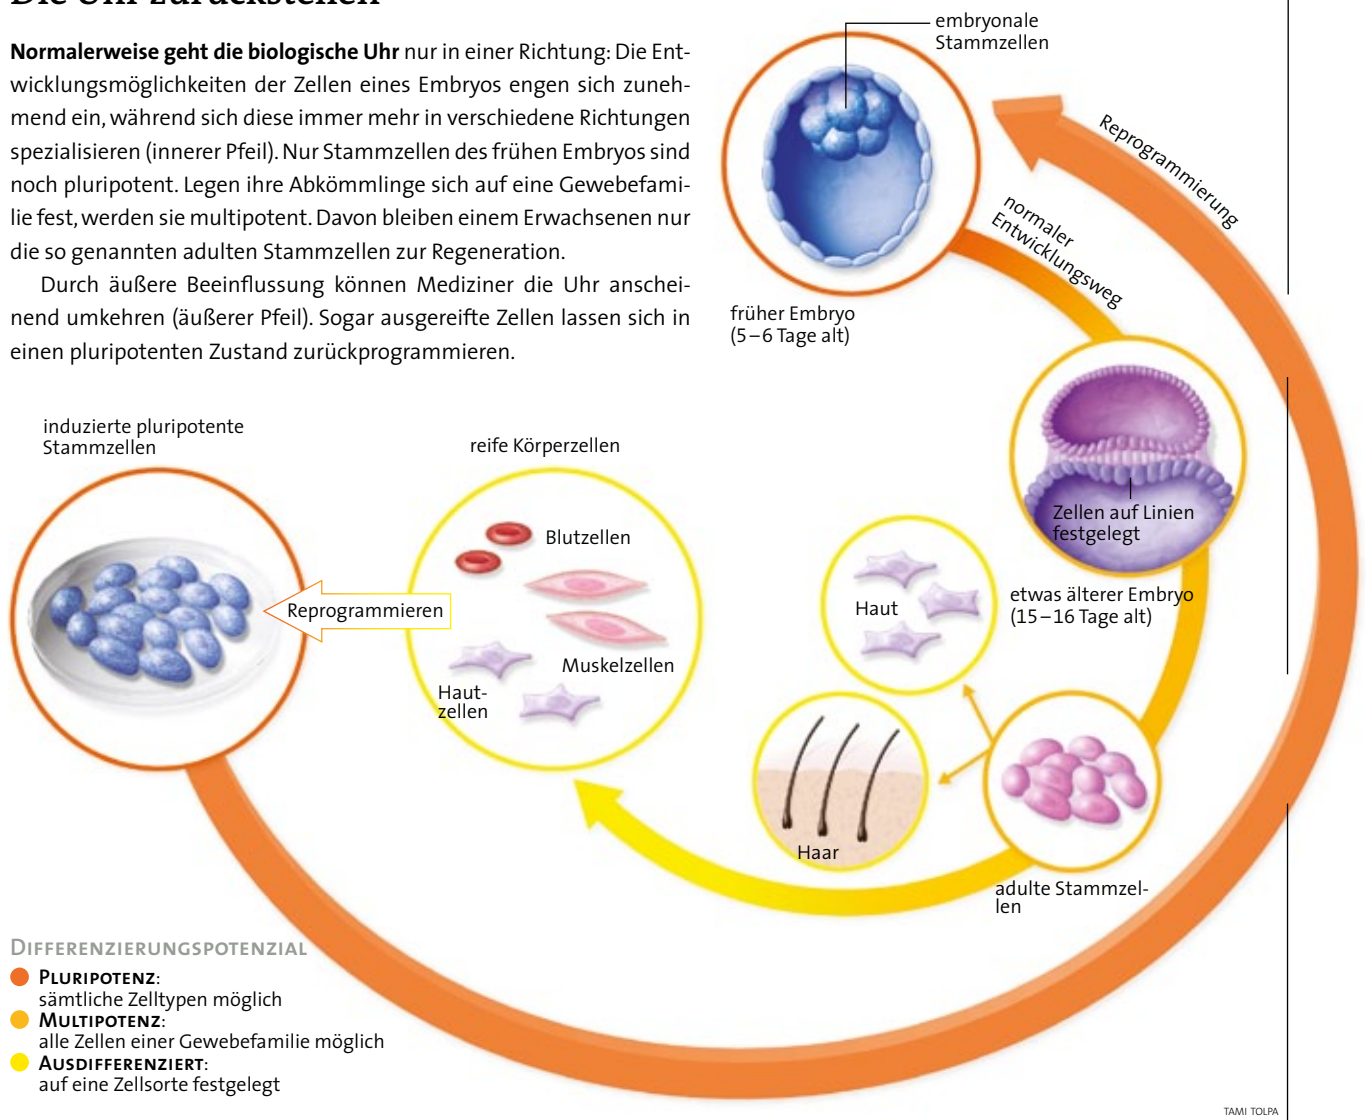 Die Uhr zurückstellen
Normalerweise geht die biologische Uhr nur in einer Richtung: Die Ent-
wicklungsmöglichkeiten der Zellen eines Embryos engen sich zuneh-
mend ein, während sich diese immer mehr in verschiedene Richtungen
spezialisieren (innerer Pfeil). Nur Stammzellen des frühen Embryos sind
noch pluripotent. Legen ihre Abkömmlinge sich auf eine Gewebefami-
lie fest, werden sie multipotent. Davon bleiben einem Erwachsenen nur
die so genannten adulten Stammzellen zur Regeneration.
Durch äußere Beeinflussung können Mediziner die Uhr anschei-
nend umkehren (äußerer Pfeil). Sogar ausgereifte Zellen lassen sich in
einen pluripotenten Zustand zurückprogrammieren.
embryonale
Stammzellen
Reprogrammierung
normaler
Entwicklungsweg
früher Embryo
(5–6 Tage alt)
Zellen auf Linien
festgelegt
etwas älterer Embryo
(15–16 Tage alt)
induzierte pluripotente
Stammzellen
reife Körperzellen
Blutzellen
Reprogrammieren
Muskelzellen
Haut-
zellen
Haut
Haar
adulte Stammzel-
len
DIFFERENZIERUNGSPOTENZIAL
PLURIPOTENZ:
sämtliche Zelltypen möglich
MULTIPOTENZ:
alle Zellen einer Gewebefamilie möglich
AUSDIFFERENZIERT:
auf eine Zellsorte festgelegt
TAMI TOLPA